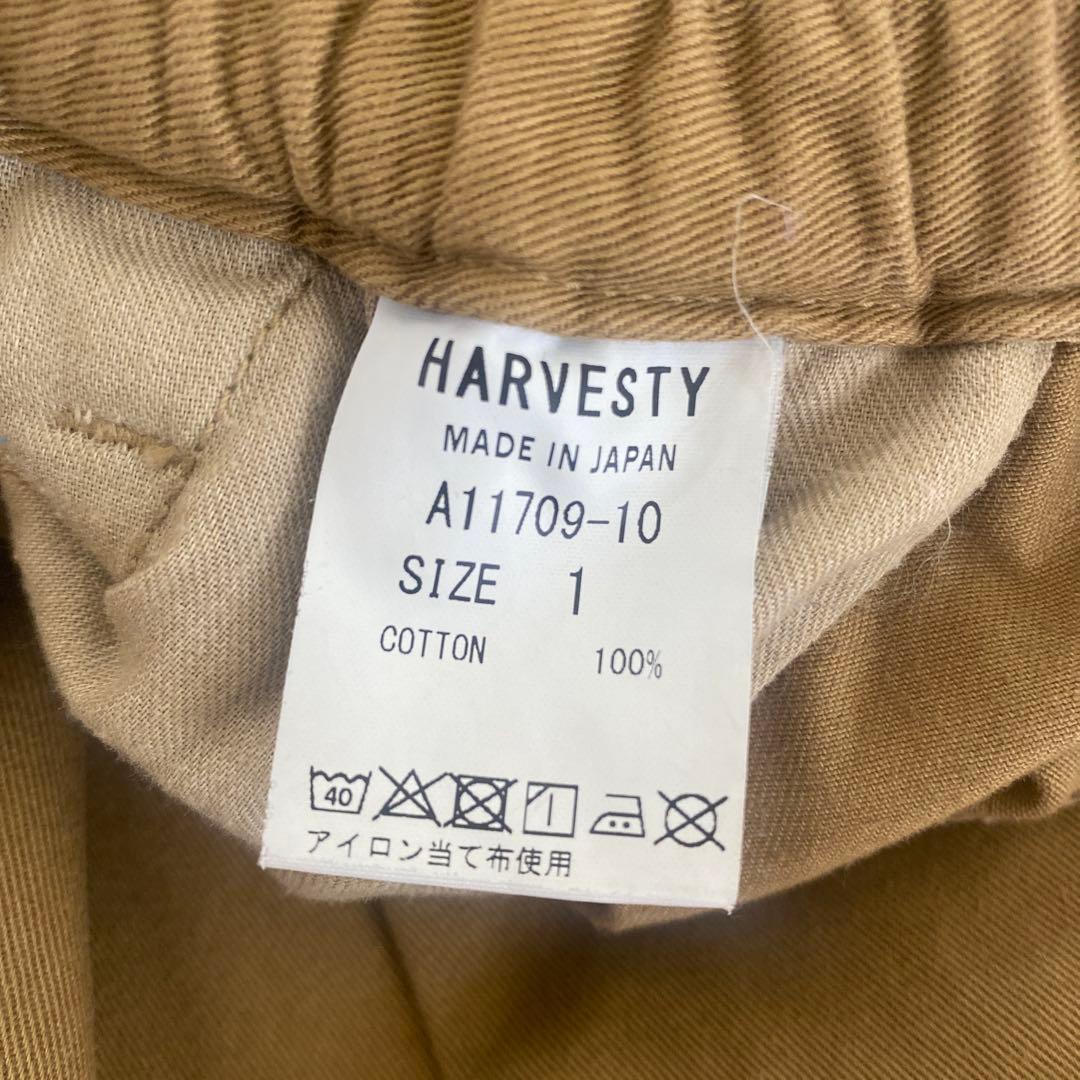 HARVESTY
MADE IN JAPAN
A11709-10
SIZE 1
COTTON 100%
40
アイロン当て布使用